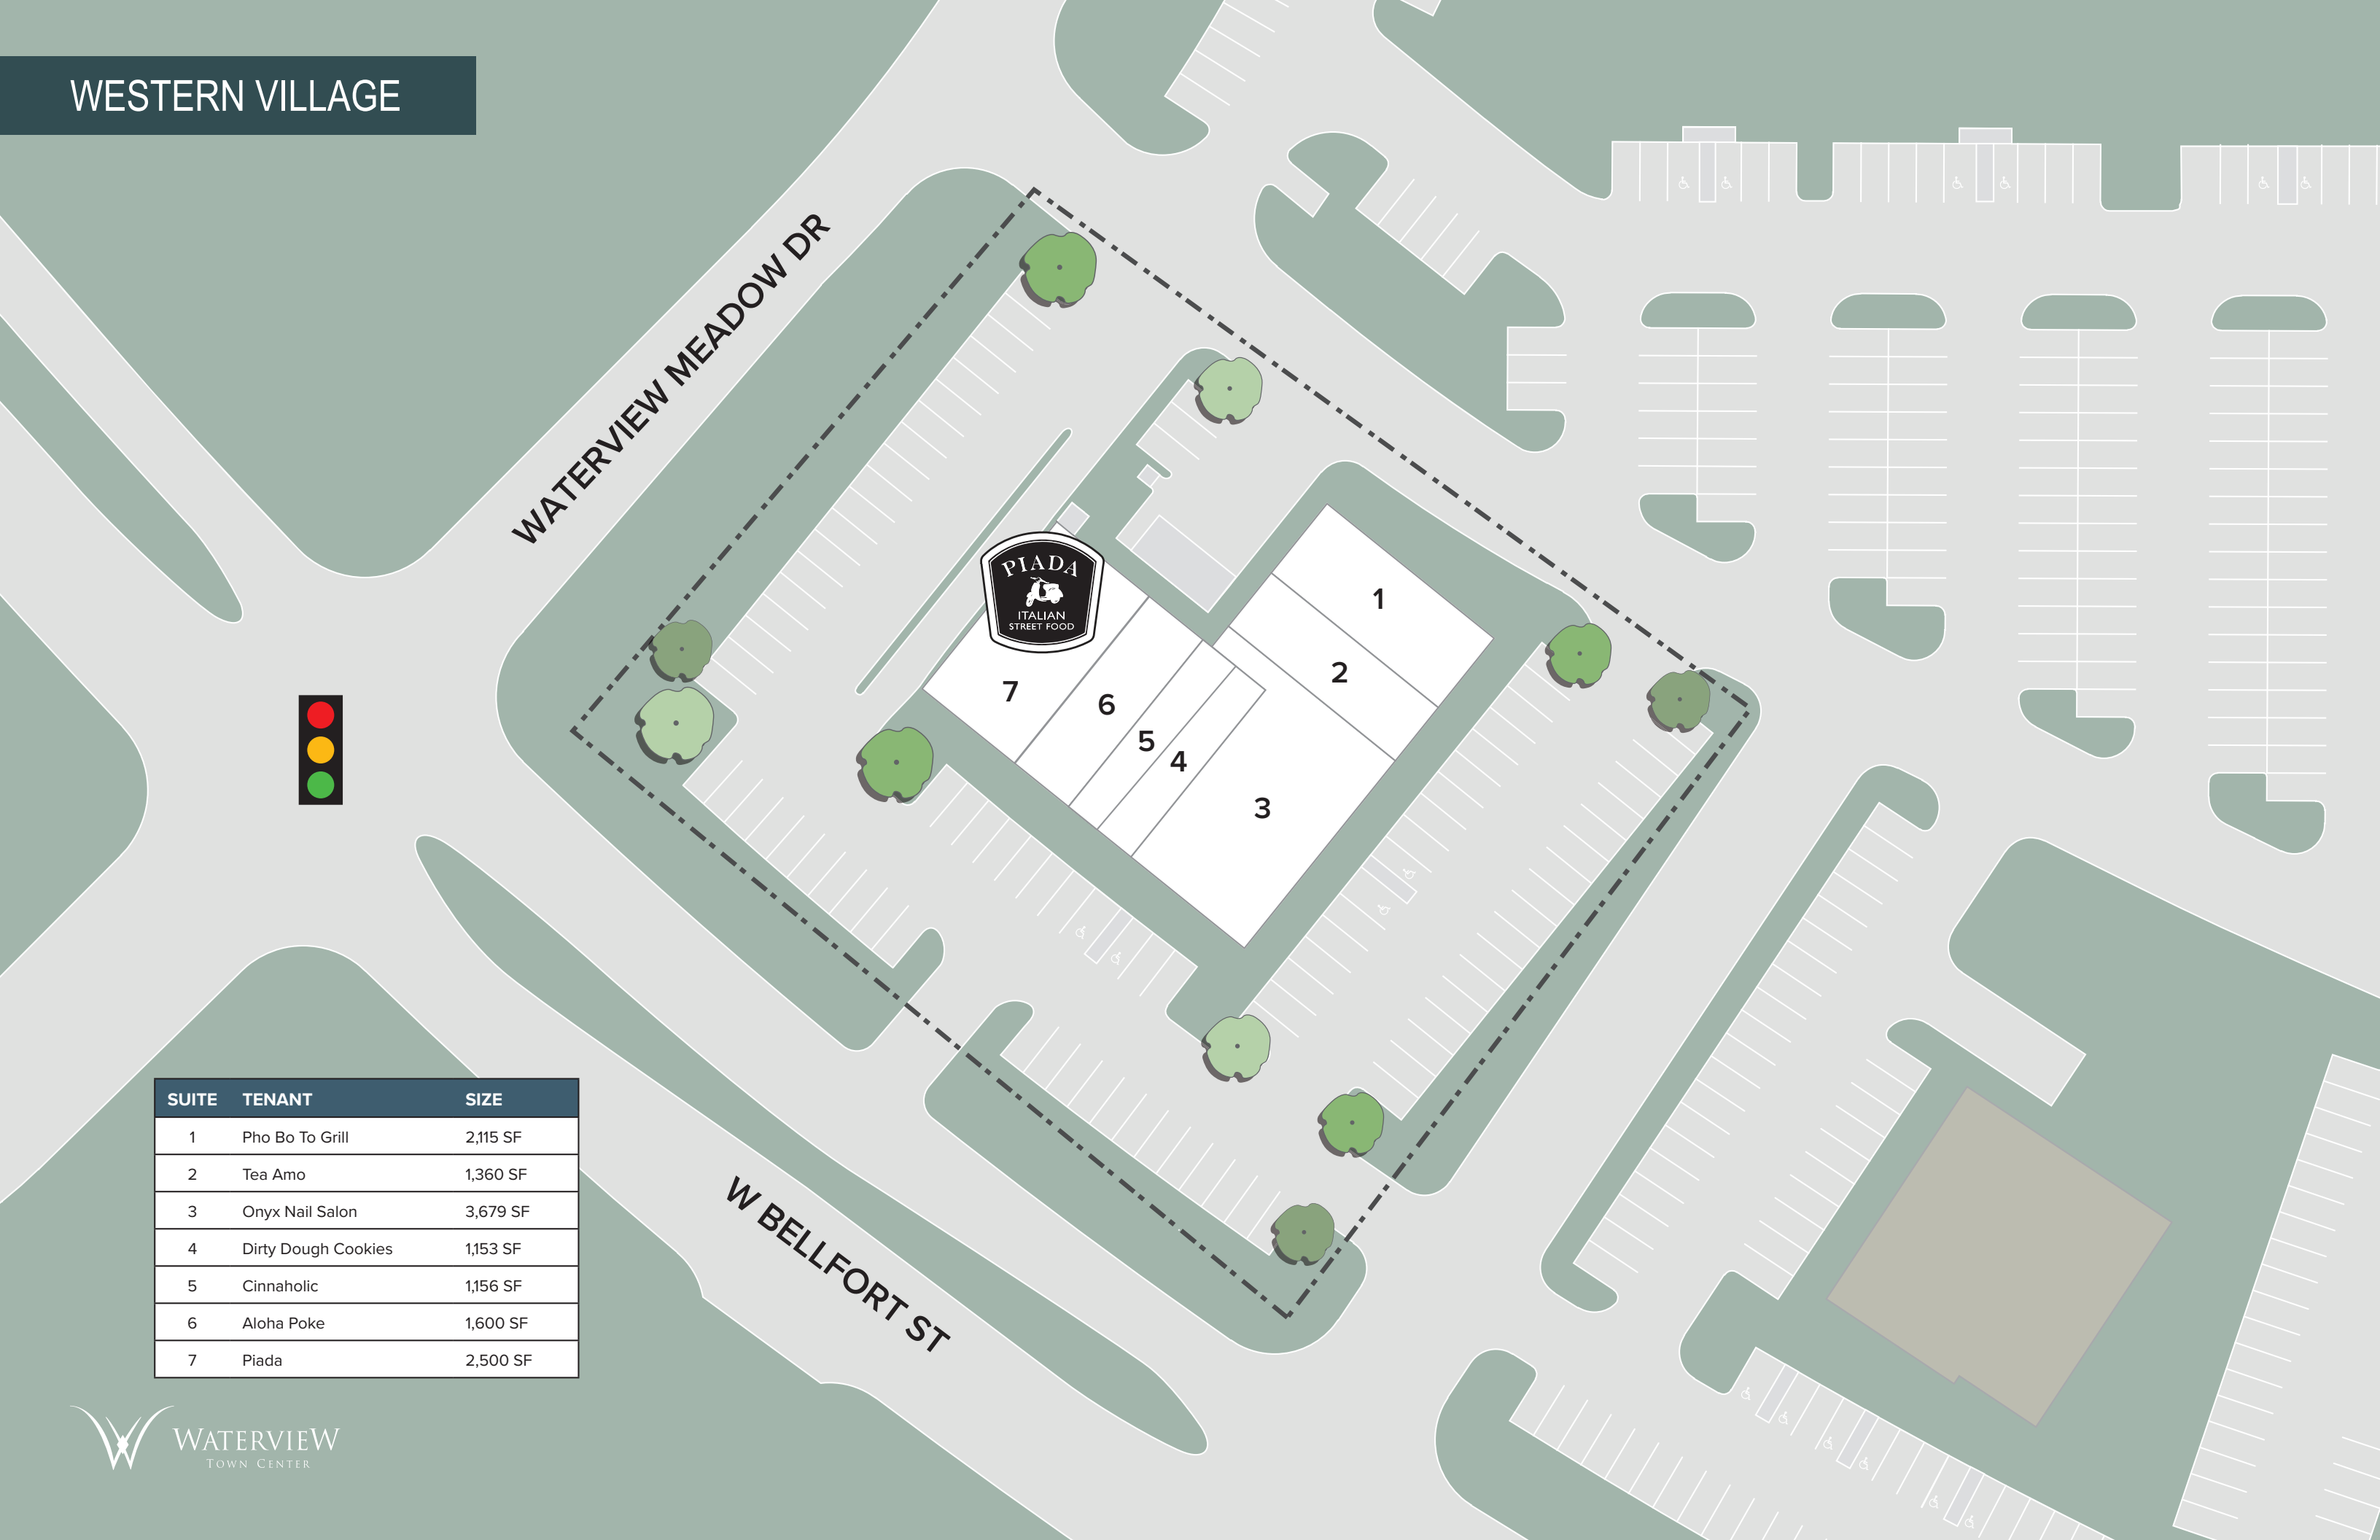 WESTERN VILLAGE
WATERVIEW MEADOW DR
PIADA
ITALIAN
STREET FOOD
1
2
7
6
5
4
3
W BELLFORT ST
SUITE TENANT SIZE
1 Pho Bo To Grill 2,115 SF
2 Tea Amo 1,360 SF
3 Onyx Nail Salon 3,679 SF
4 Dirty Dough Cookies 1,153 SF
5 Cinnaholic 1,156 SF
6 Aloha Poke 1,600 SF
7 Piada 2,500 SF
WATERVIEW
TOWN CENTER